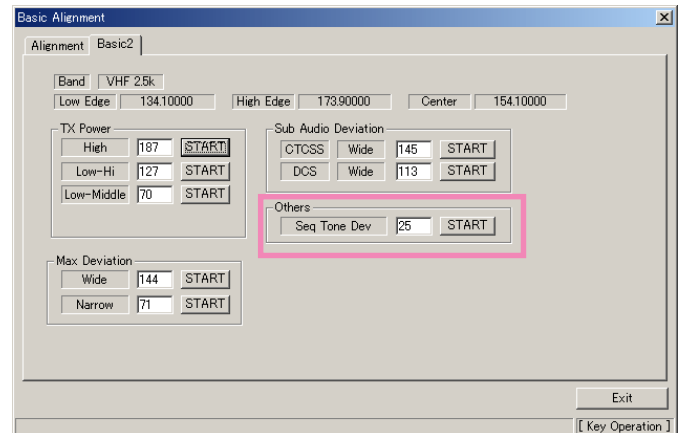 Basic Alignment
Alignment Basic2
Band VHF 2.5k
Low Edge 134.10000 High Edge 173.90000 Center 154.10000
TX Power
High 187 START
Low-Hi 127 START
Low-Middle 70 START
Sub Audio Deviation
CTCSS Wide 145 START
DCS Wide 113 START
Others
Seq Tone Dev 25 START
Max Deviation
Wide 144 START
Narrow 71 START
Exit
[ Key Operation ]